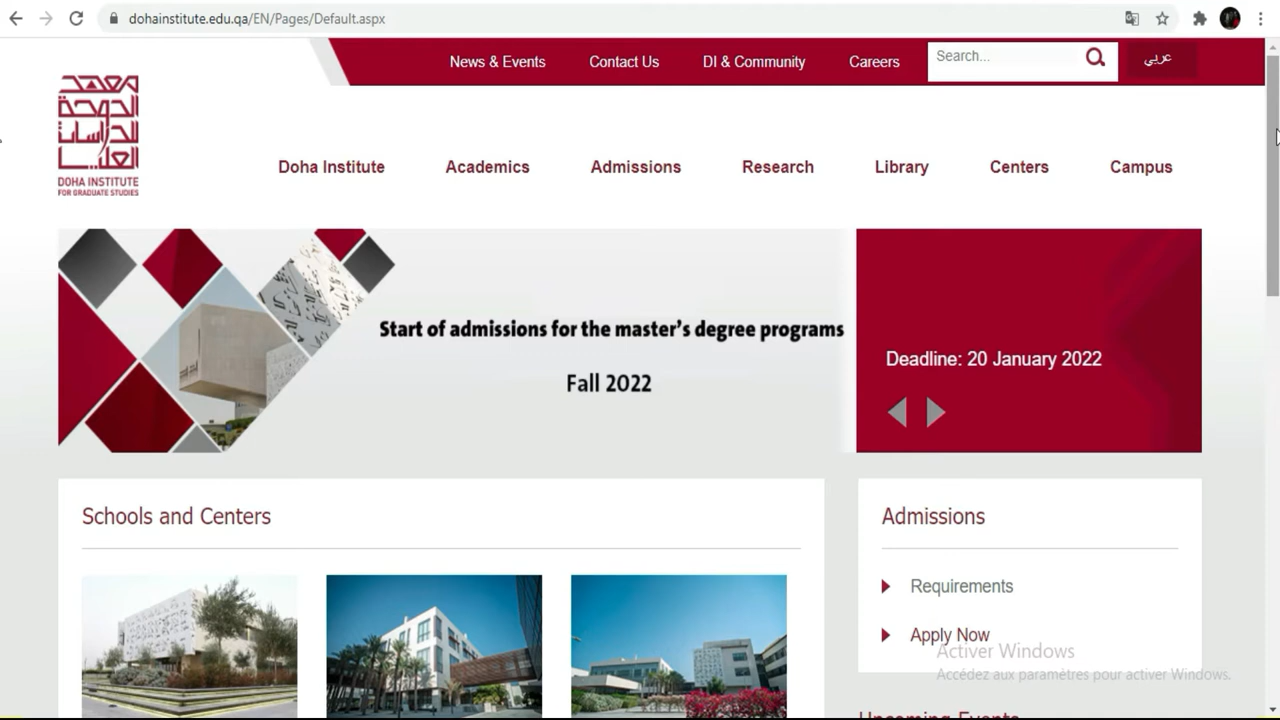 dohainstitute.edu.qa/EN/Pages/Default.aspx
News & Events
Contact Us
DI & Community
Careers
Search...
عربي
معهد
الدوحة
للدراسات
العليا
DOHA INSTITUTE
FOR GRADUATE STUDIES
Doha Institute
Academics
Admissions
Research
Library
Centers
Campus
Start of admissions for the master's degree programs
Fall 2022
Deadline: 20 January 2022
Schools and Centers
Admissions
Requirements
Apply Now
Activer Windows
Accédez aux paramètres pour activer Windows.
Upcoming Events